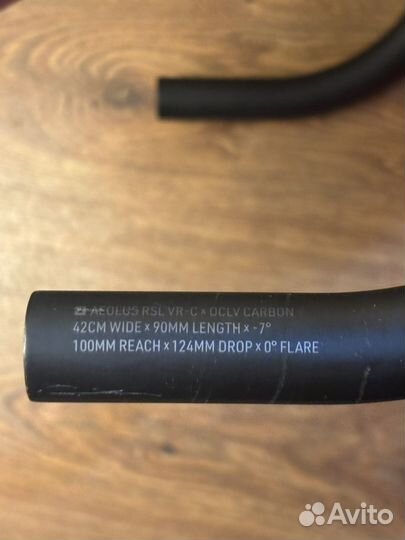 AEOLUS RSL VR-C × OCLV CARBON
42CM WIDE × 90MM LENGTH × -7°
100MM REACH × 124MM DROP × 0° FLARE
Avito